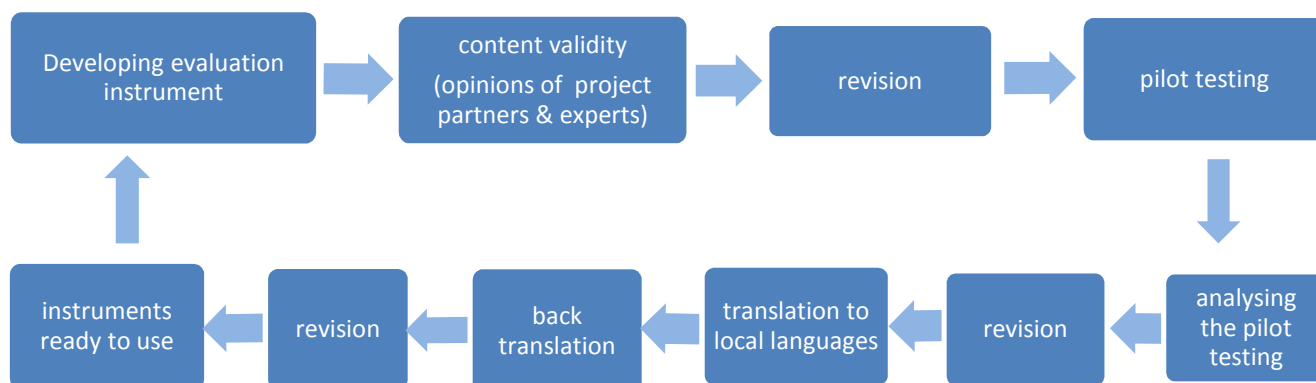 Developing evaluation
instrument
content validity
(opinions of project
partners & experts)
revision
pilot testing
analysing
the pilot
testing
revision
translation to
local languages
back
translation
revision
instruments
ready to use